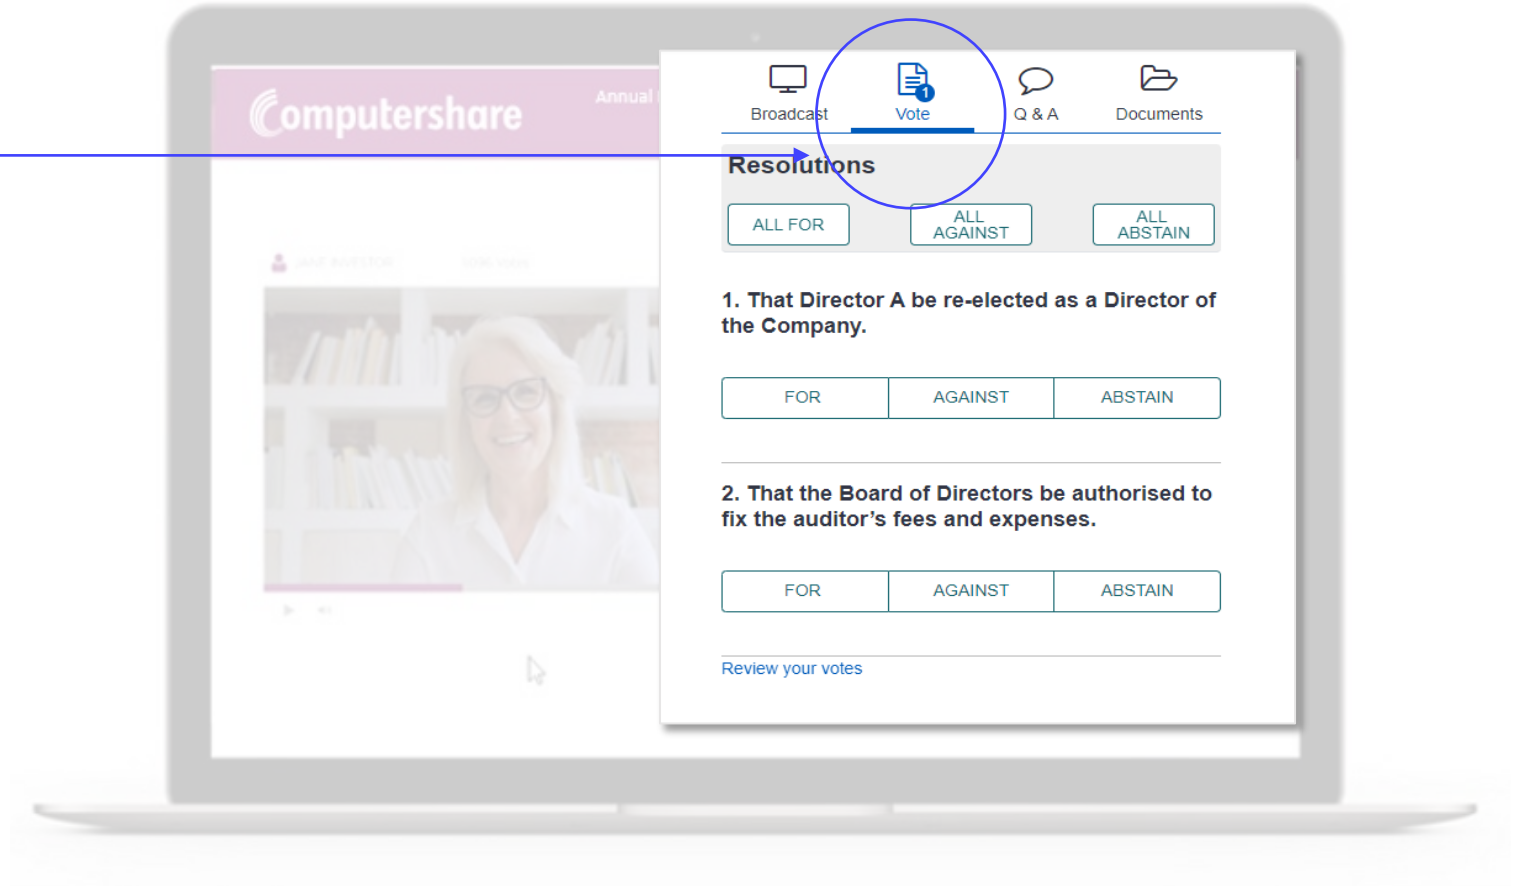 Computershare
Annual
JANE INVESTOR
Broadcast
1
Vote
Q & A
Documents
Resolutions
ALL FOR
ALL
AGAINST
ALL
ABSTAIN
1. That Director A be re-elected as a Director of
the Company.
FOR
AGAINST
ABSTAIN
2. That the Board of Directors be authorised to
fix the auditor’s fees and expenses.
FOR
AGAINST
ABSTAIN
Review your votes